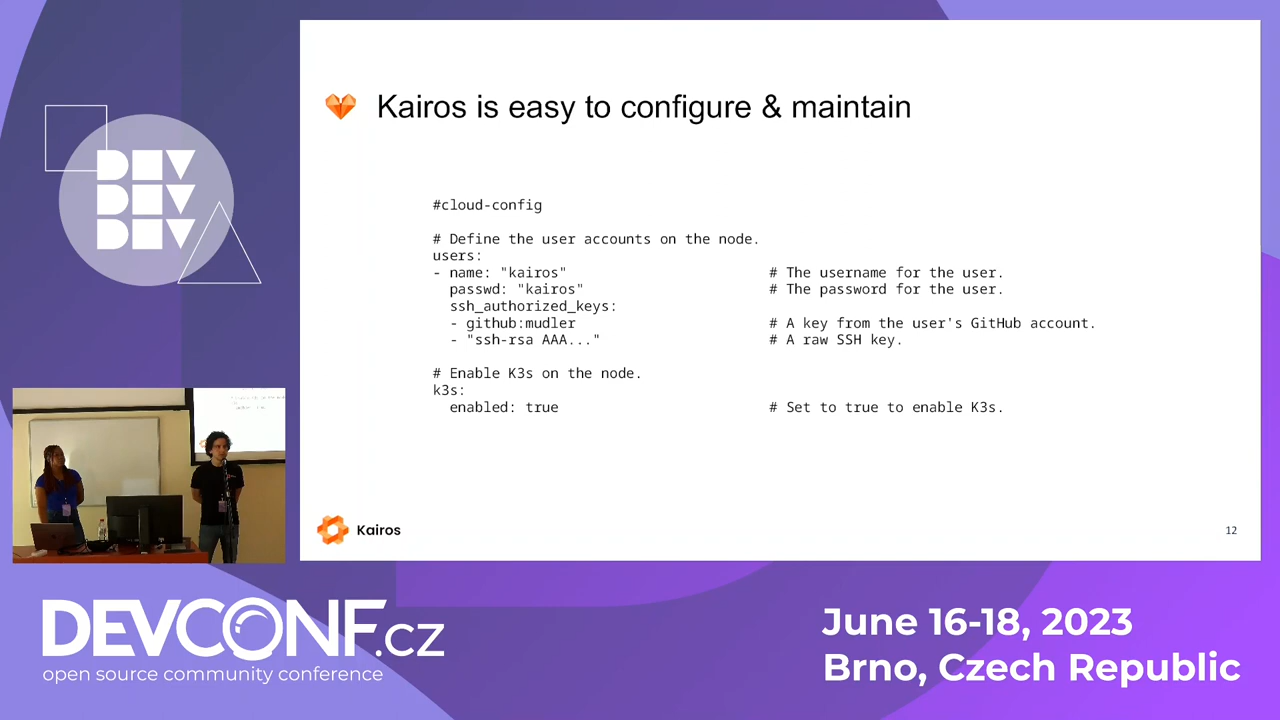 Kairos is easy to configure & maintain
#cloud-config
# Define the user accounts on the node.
users:
- name: "kairos" # The username for the user.
passwd: "kairos" # The password for the user.
ssh_authorized_keys:
- github:mudler # A key from the user's GitHub account.
- "ssh-rsa AAA..." # A raw SSH key.
# Enable K3s on the node.
k3s:
enabled: true # Set to true to enable K3s.
Kairos
12
DEV
DEV
DEV
DEVCONF.cz
open source community conference
June 16-18, 2023
Brno, Czech Republic